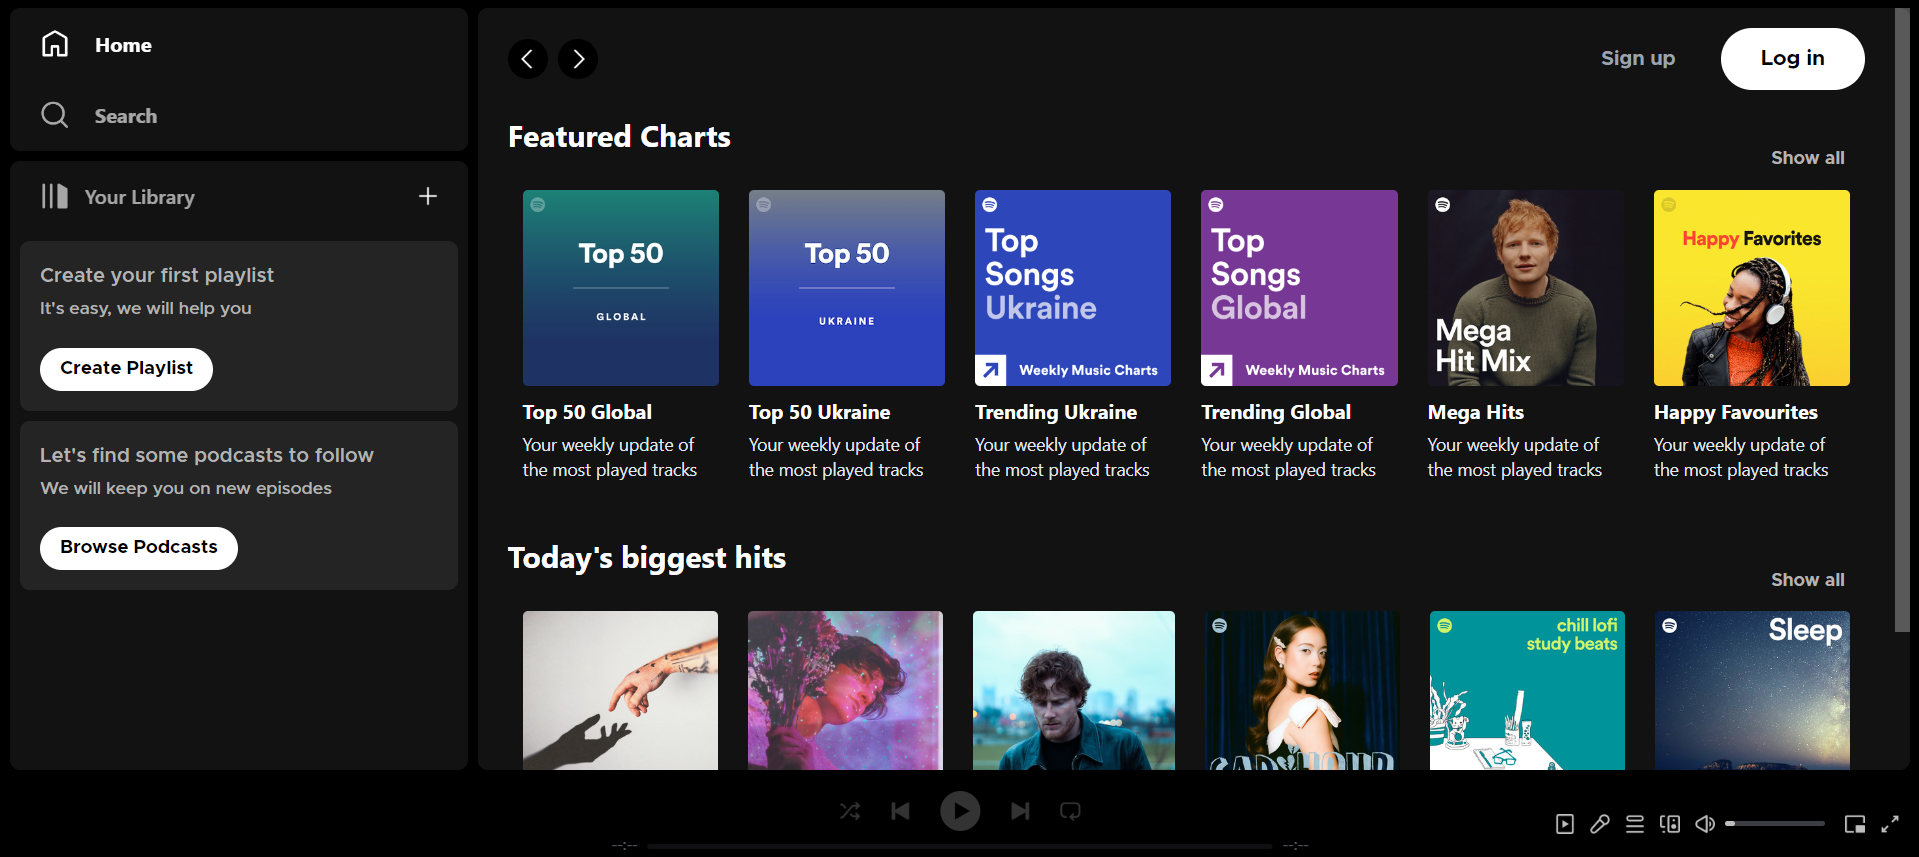 Home
Search
Your Library
Create your first playlist
It's easy, we will help you
Create Playlist
Let's find some podcasts to follow
We will keep you on new episodes
Browse Podcasts
Sign up
Log in
Featured Charts
Show all
Top 50
GLOBAL
Top 50 Global
Your weekly update of
the most played tracks
Top 50
UKRAINE
Top 50 Ukraine
Your weekly update of
the most played tracks
Top
Songs
Ukraine
Weekly Music Charts
Trending Ukraine
Your weekly update of
the most played tracks
Top
Songs
Global
Weekly Music Charts
Trending Global
Your weekly update of
the most played tracks
Mega
Hit Mix
Mega Hits
Your weekly update of
the most played tracks
Happy Favorites
Happy Favourites
Your weekly update of
the most played tracks
Today's biggest hits
Show all
chill lofi
study beats
Sleep
--:--
--:--